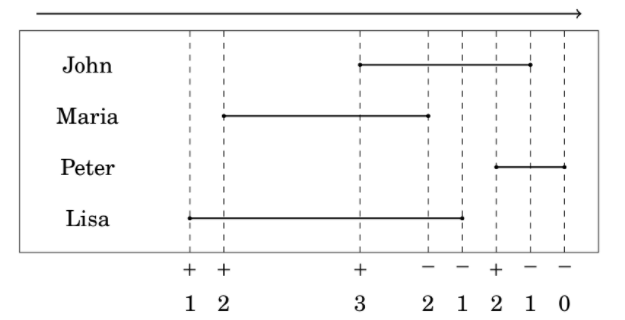 John
Maria
Peter
Lisa
+ + + − − + − −
1 2 3 2 1 2 1 0